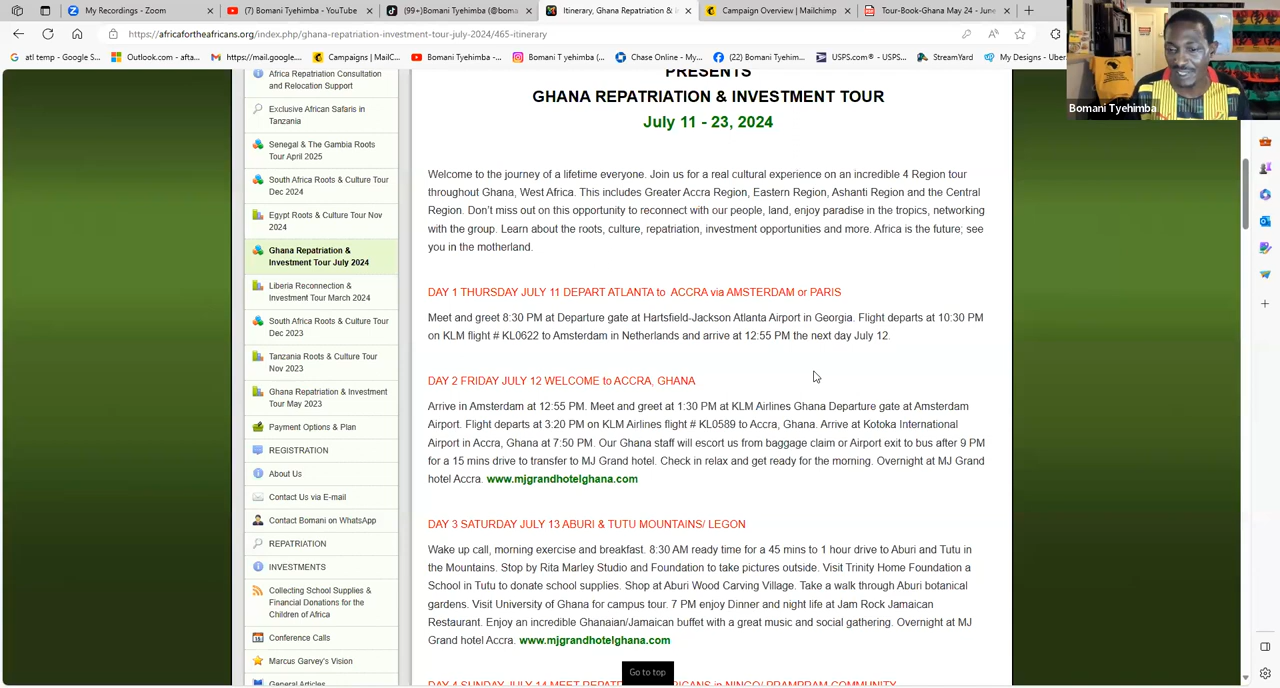 My Recordings - Zoom
(7) Bomani Tyehimba - YouTube
(99+)Bomani Tyehimba (@boma
Itinerary, Ghana Repatriation & I
Campaign Overview | Mailchimp
Tour-Book-Ghana May 24 - June
https://africafortheafricans.org/index.php/ghana-repatriation-investment-tour-july-2024/465-itinerary
atl temp - Google S...
Outlook.com - afta...
https://mail.google....
Campaigns | MailC...
Bomani Tyehimba -...
Bomani T yehimba (...
Chase Online - My...
(22) Bomani Tyehim...
USPS.com® - USPS...
StreamYard
My Designs - Uber
Bomani Tyehimba
Africa Repatriation Consultation
and Relocation Support
Exclusive African Safaris in
Tanzania
Senegal & The Gambia Roots
Tour April 2025
South Africa Roots & Culture Tour
Dec 2024
Egypt Roots & Culture Tour Nov
2024
Ghana Repatriation &
Investment Tour July 2024
Liberia Reconnection &
Investment Tour March 2024
South Africa Roots & Culture Tour
Dec 2023
Tanzania Roots & Culture Tour
Nov 2023
Ghana Repatriation & Investment
Tour May 2023
Payment Options & Plan
REGISTRATION
About Us
Contact Us via E-mail
Contact Bomani on WhatsApp
REPATRIATION
INVESTMENTS
Collecting School Supplies &
Financial Donations for the
Children of Africa
Conference Calls
Marcus Garvey's Vision
General Articles
PRESENTS
GHANA REPATRIATION & INVESTMENT TOUR
July 11 - 23, 2024
Welcome to the journey of a lifetime everyone. Join us for a real cultural experience on an incredible 4 Region tour
throughout Ghana, West Africa. This includes Greater Accra Region, Eastern Region, Ashanti Region and the Central
Region. Don't miss out on this opportunity to reconnect with our people, land, enjoy paradise in the tropics, networking
with the group. Learn about the roots, culture, repatriation, investment opportunities and more. Africa is the future; see
you in the motherland.
DAY 1 THURSDAY JULY 11 DEPART ATLANTA to ACCRA via AMSTERDAM or PARIS
Meet and greet 8:30 PM at Departure gate at Hartsfield-Jackson Atlanta Airport in Georgia. Flight departs at 10:30 PM
on KLM flight # KL0622 to Amsterdam in Netherlands and arrive at 12:55 PM the next day July 12.
DAY 2 FRIDAY JULY 12 WELCOME to ACCRA, GHANA
Arrive in Amsterdam at 12:55 PM. Meet and greet at 1:30 PM at KLM Airlines Ghana Departure gate at Amsterdam
Airport. Flight departs at 3:20 PM on KLM Airlines flight # KL0589 to Accra, Ghana. Arrive at Kotoka International
Airport in Accra, Ghana at 7:50 PM. Our Ghana staff will escort us from baggage claim or Airport exit to bus after 9 PM
for a 15 mins drive to transfer to MJ Grand hotel. Check in relax and get ready for the morning. Overnight at MJ Grand
hotel Accra. www.mjgrandhotelghana.com
DAY 3 SATURDAY JULY 13 ABURI & TUTU MOUNTAINS/ LEGON
Wake up call, morning exercise and breakfast. 8:30 AM ready time for a 45 mins to 1 hour drive to Aburi and Tutu in
the Mountains. Stop by Rita Marley Studio and Foundation to take pictures outside. Visit Trinity Home Foundation a
School in Tutu to donate school supplies. Shop at Aburi Wood Carving Village. Take a walk through Aburi botanical
gardens. Visit University of Ghana for campus tour. 7 PM enjoy Dinner and night life at Jam Rock Jamaican
Restaurant. Enjoy an incredible Ghanaian/Jamaican buffet with a great music and social gathering. Overnight at MJ
Grand hotel Accra. www.mjgrandhotelghana.com
Go to top
DAY 4 SUNDAY JULY 14 MEET REPATRIATED AFRICANS in NINGO/ PRAMPRAM COMMUNITY